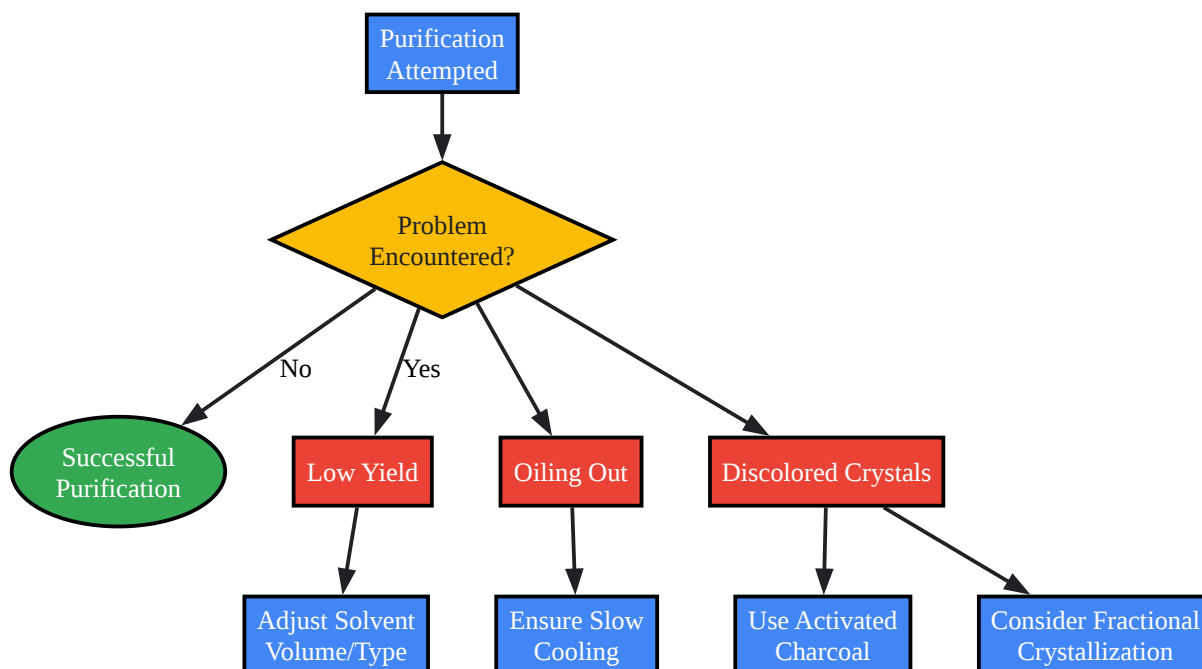 Purification
Attempted
Problem
Encountered?
No
Yes
Successful
Purification
Low Yield
Oiling Out
Discolored Crystals
Adjust Solvent
Volume/Type
Ensure Slow
Cooling
Use Activated
Charcoal
Consider Fractional
Crystallization